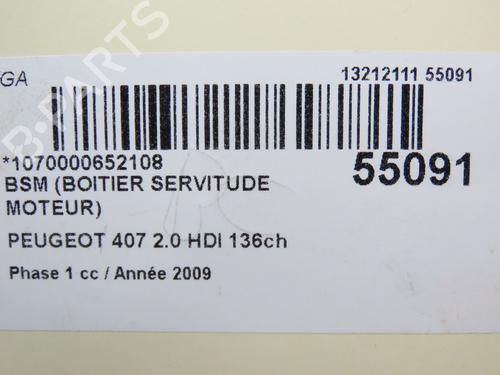 GA
13212111 55091
*1070000652108
55091
BSM (BOITIER SERVITUDE
MOTEUR)
PEUGEOT 407 2.0 HDI 136ch
Phase 1 cc / Année 2009
B-PARTS